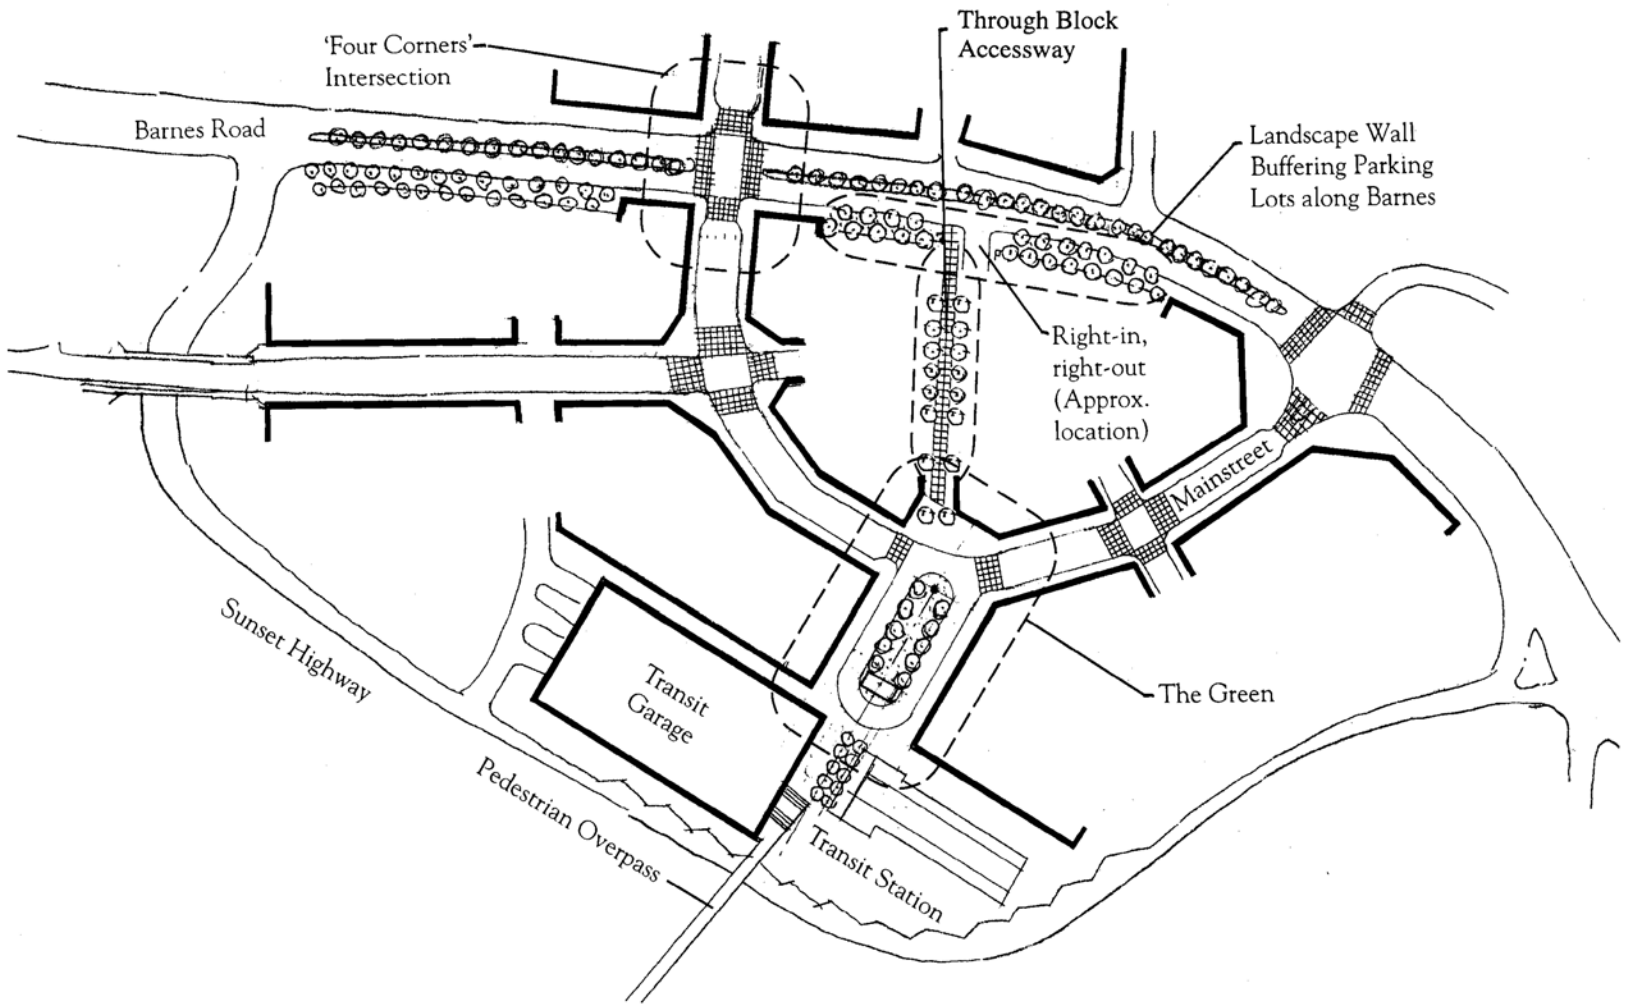 Through Block
Accessway
‘Four Corners’
Intersection
Barnes Road
Landscape Wall
Buffering Parking
Lots along Barnes
Right-in,
right-out
(Approx.
location)
Mainstreet
Sunset Highway
Transit
Garage
The Green
Pedestrian Overpass
Transit Station